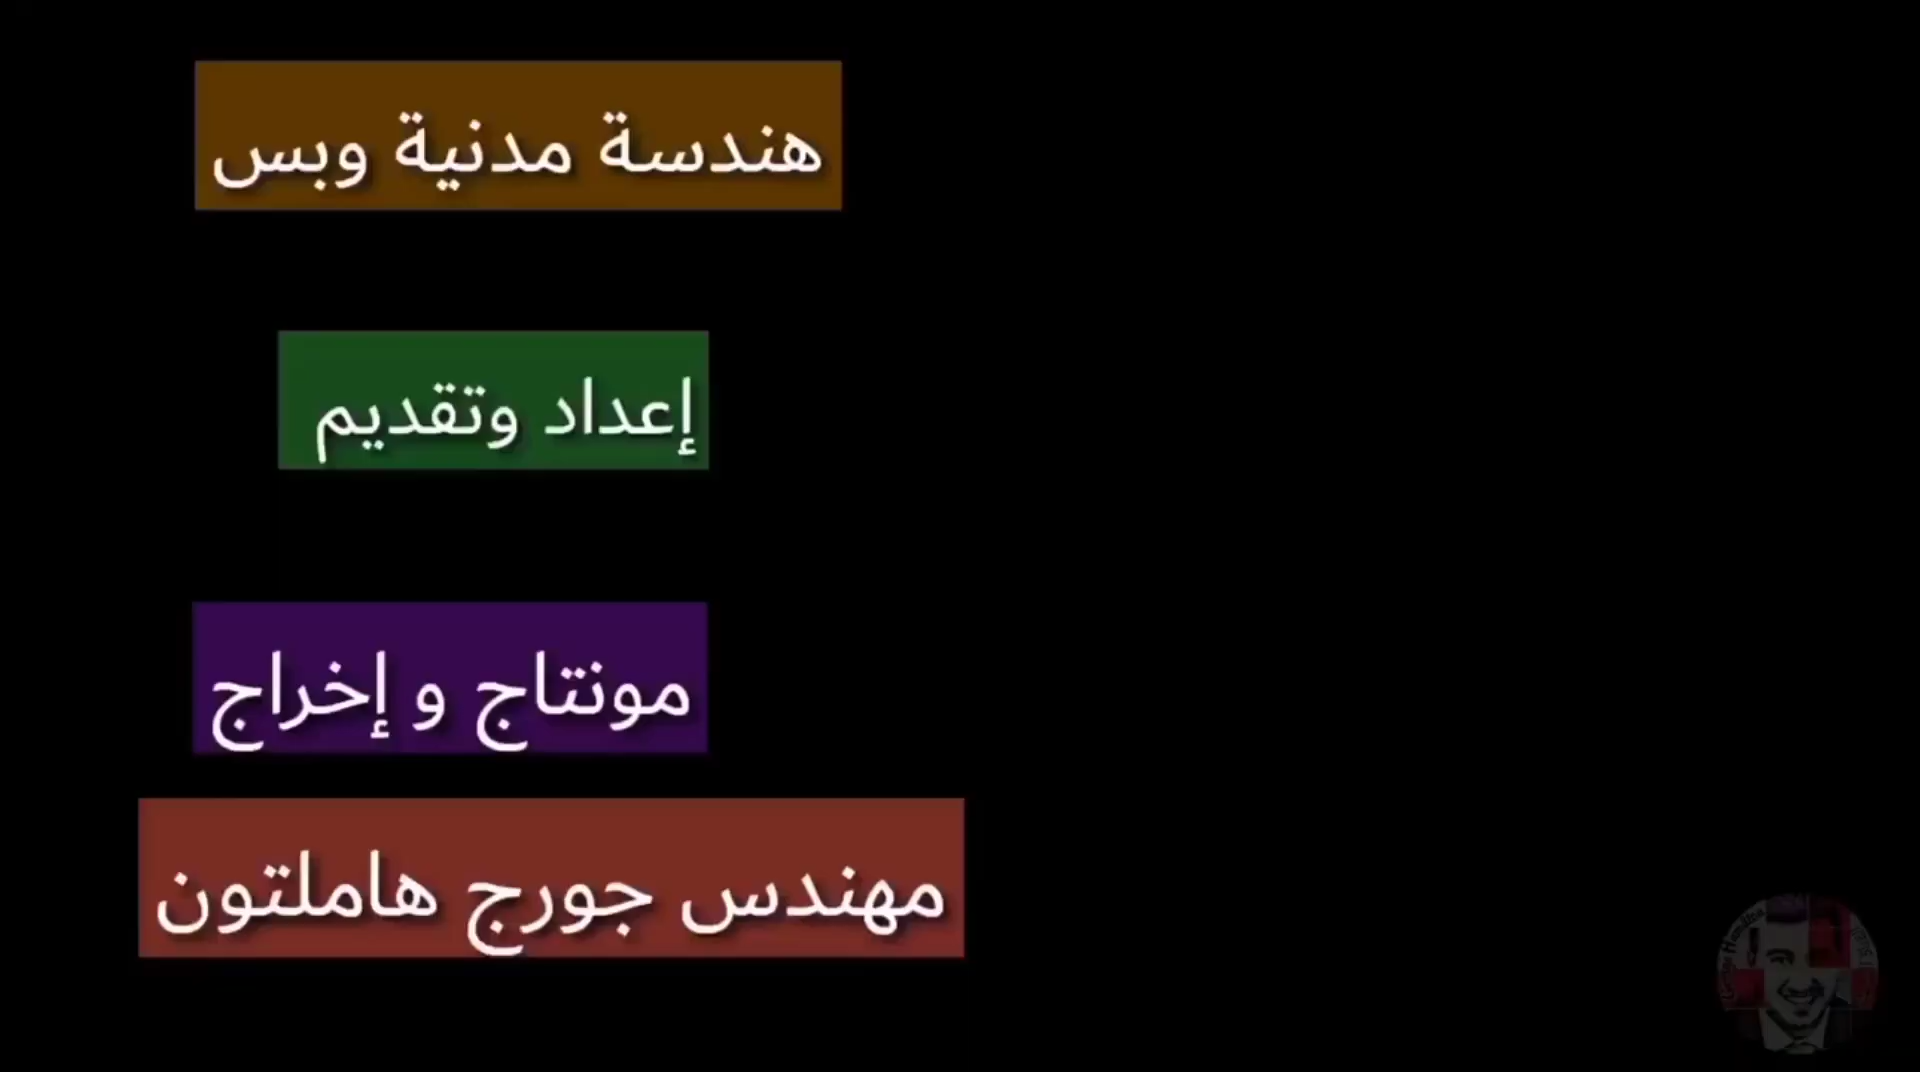 هندسة مدنية وبس
إعداد وتقديم
مونتاج و إخراج
مهندس جورج هاملتون